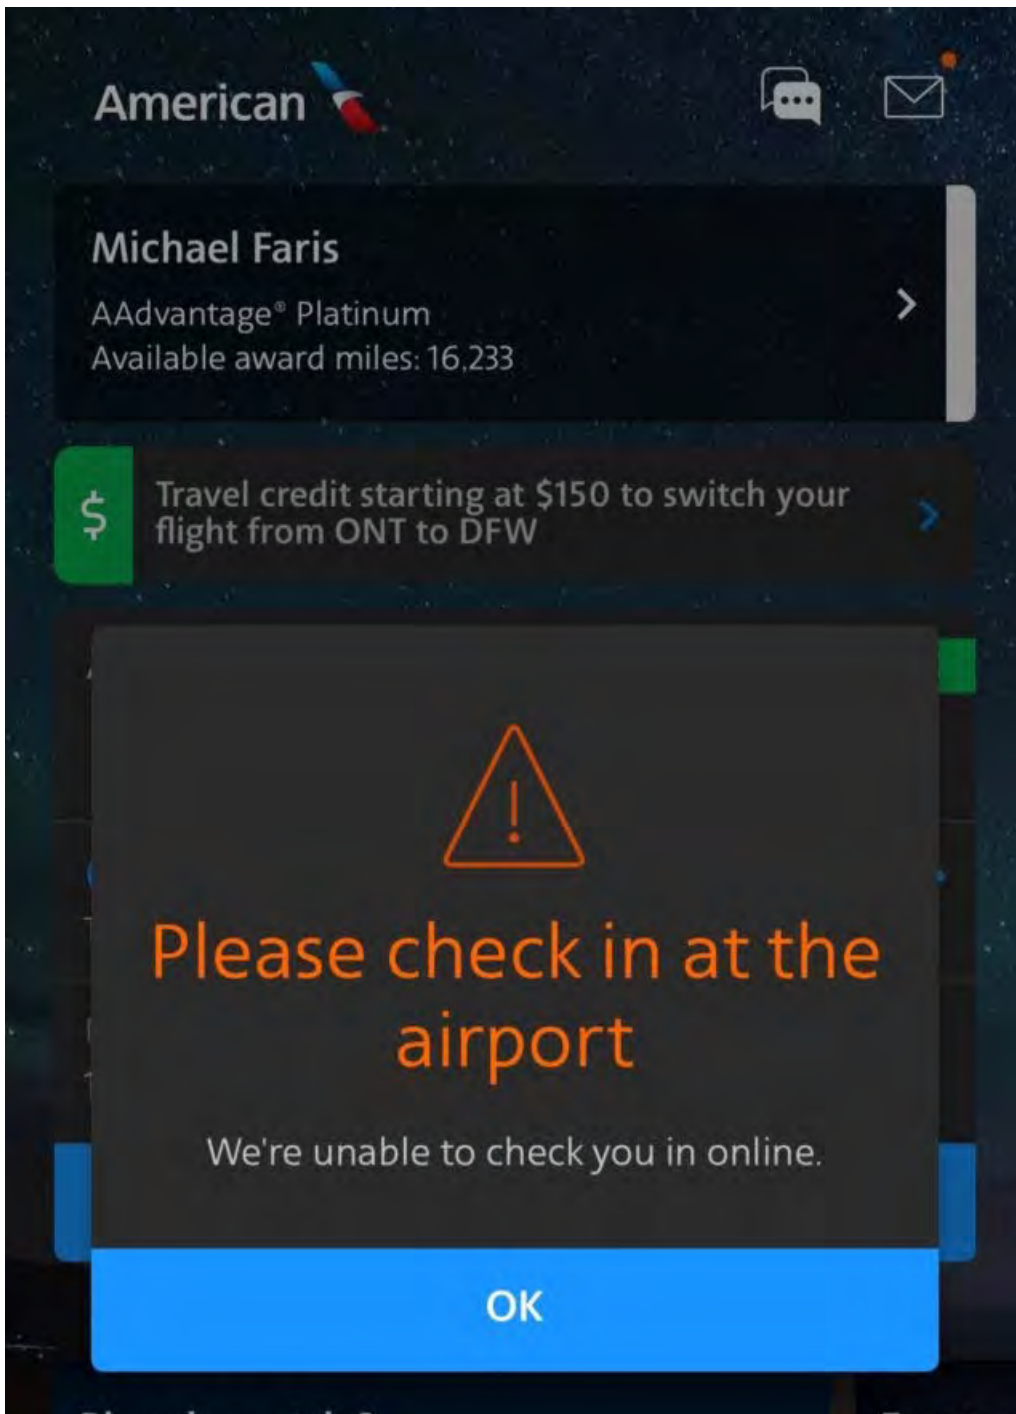 American
Michael Faris
AAdvantage® Platinum
Available award miles: 16,233
$
Travel credit starting at $150 to switch your
flight from ONT to DFW
Please check in at the
airport
We're unable to check you in online.
OK